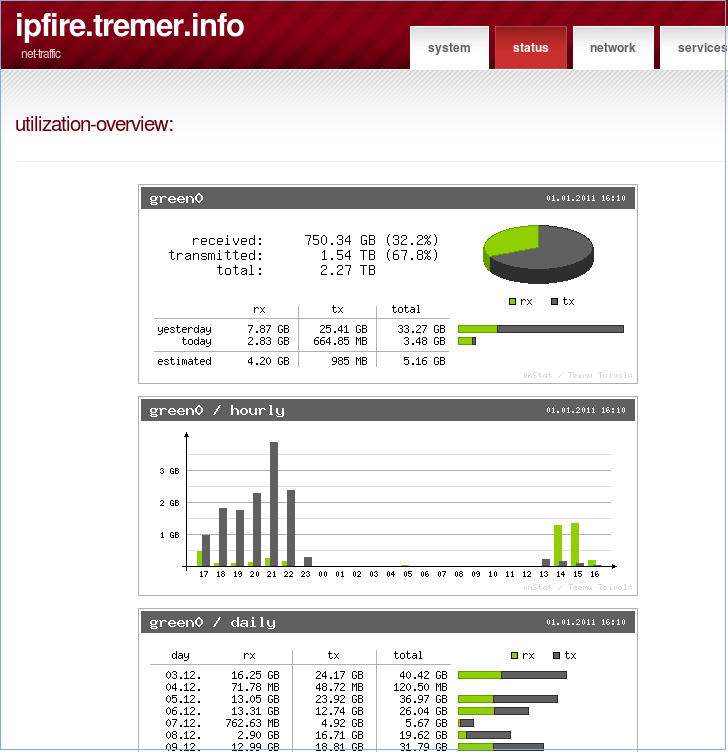 ipfire.tremer.info
net-traffic
system status network services
utilization-overview:
green0 01.01.2011 16:10
received: 750.34 GB (32.2%)
transmitted: 1.54 TB (67.8%)
total: 2.27 TB
rx tx
rx tx total
yesterday 7.87 GB 25.41 GB 33.27 GB
today 2.83 GB 664.85 MB 3.48 GB
estimated 4.20 GB 985 MB 5.16 GB
vnStat / Teemu Toivola
green0 / hourly 01.01.2011 16:10
3 GB
2 GB
1 GB
17 18 19 20 21 22 23 00 01 02 03 04 05 06 07 08 09 10 11 12 13 14 15 16
vnStat / Teemu Toivola
green0 / daily 01.01.2011 16:10
day rx tx total rx tx
03.12. 16.25 GB 24.17 GB 40.42 GB
04.12. 71.78 MB 48.72 MB 120.50 MB
05.12. 13.05 GB 23.92 GB 36.97 GB
06.12. 13.31 GB 12.74 GB 26.04 GB
07.12. 762.63 MB 4.92 GB 5.67 GB
08.12. 2.90 GB 16.71 GB 19.62 GB
09.12. 12.99 GB 18.81 GB 31.79 GB